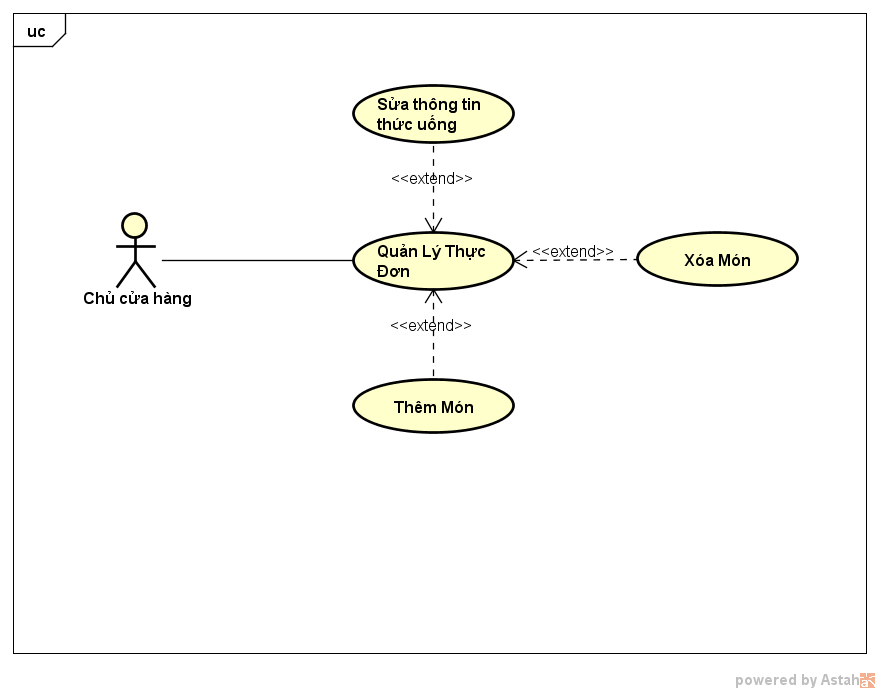 uc
Sửa thông tin
thức uống
<<extend>>
Quản Lý Thực
Đơn
<<extend>>
Xóa Món
Chủ cửa hàng
<<extend>>
Thêm Món
powered by Astah